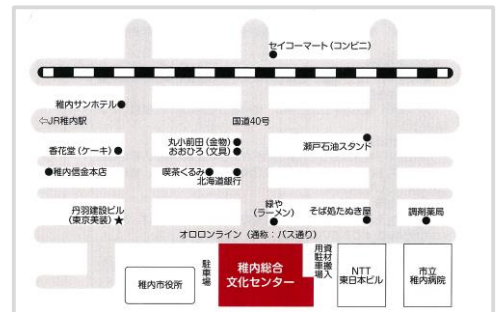 セイコーマート(コンビニ)
稚内サンホテル
⇦JR稚内駅
国道40号
香花堂(ケーキ)
丸小前田(金物)
おおひろ(文具)
瀬戸石油スタンド
稚内信金本店
喫茶くるみ
北海道銀行
丹羽建設ビル
(東京美装)★
緑や
(ラーメン)
そば処たぬき屋
調剤薬局
オロロンライン (通称:バス通り)
稚内市役所
駐車場
稚内総合
文化センター
資材搬入
用駐車場
NTT
東日本ビル
市立
稚内病院